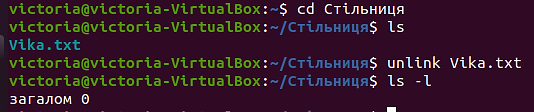 victoria@victoria-VirtualBox:~$ cd Стільниця
victoria@victoria-VirtualBox:~/Стільниця$ ls
Vika.txt
victoria@victoria-VirtualBox:~/Стільниця$ unlink Vika.txt
victoria@victoria-VirtualBox:~/Стільниця$ ls -l
загалом 0